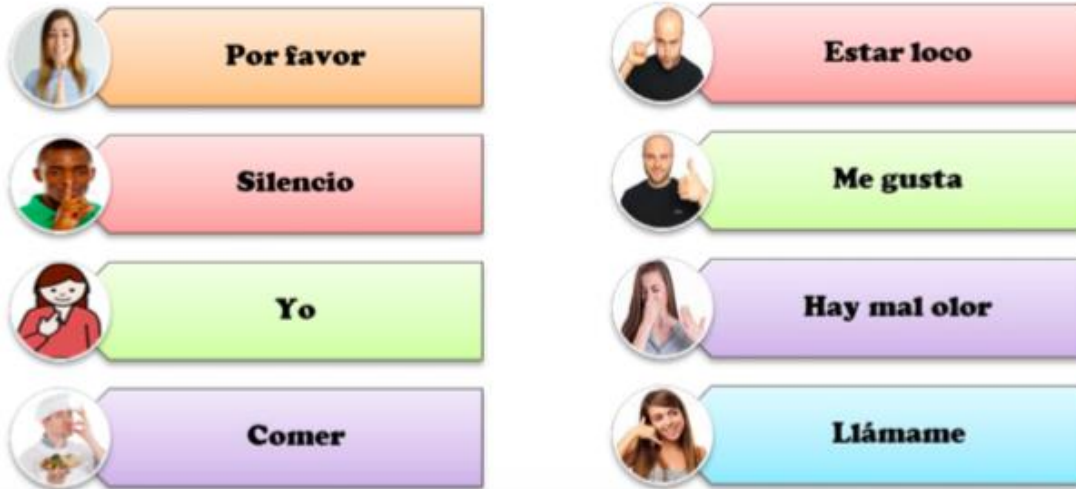 Por favor
Silencio
Yo
Comer
Estar loco
Me gusta
Hay mal olor
Llámame